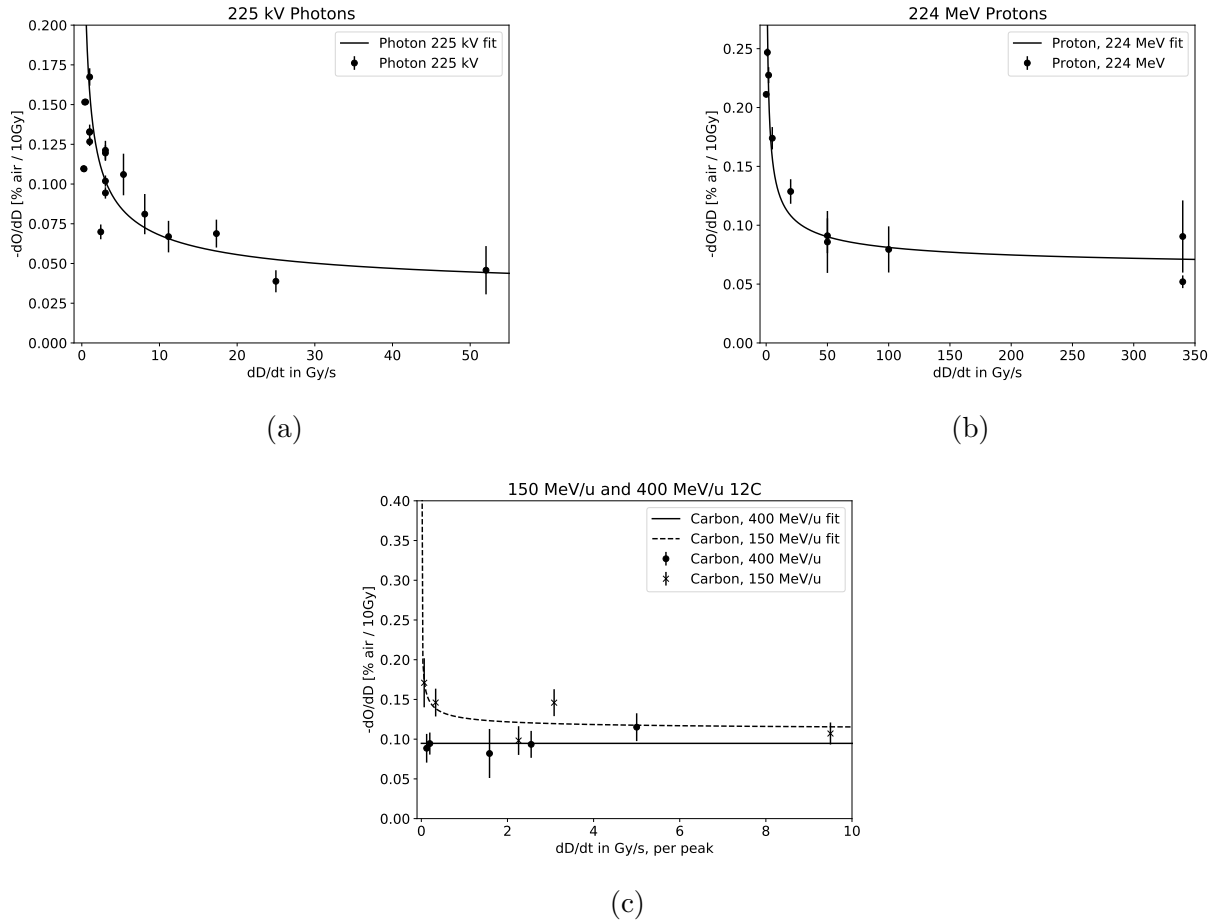 225 kV Photons
0.200
0.175
0.150
0.125
0.100
0.075
0.050
0.025
0.000
-dO/dD [% air / 10Gy]
Photon 225 kV fit
Photon 225 kV
0 10 20 30 40 50
dD/dt in Gy/s
(a)
224 MeV Protons
0.25
0.20
0.15
0.10
0.05
0.00
-dO/dD [% air / 10Gy]
Proton, 224 MeV fit
Proton, 224 MeV
0 50 100 150 200 250 300 350
dD/dt in Gy/s
(b)
150 MeV/u and 400 MeV/u 12C
0.40
0.35
0.30
0.25
0.20
0.15
0.10
0.05
0.00
-dO/dD [% air / 10Gy]
Carbon, 400 MeV/u fit
Carbon, 150 MeV/u fit
Carbon, 400 MeV/u
Carbon, 150 MeV/u
0 2 4 6 8 10
dD/dt in Gy/s, per peak
(c)